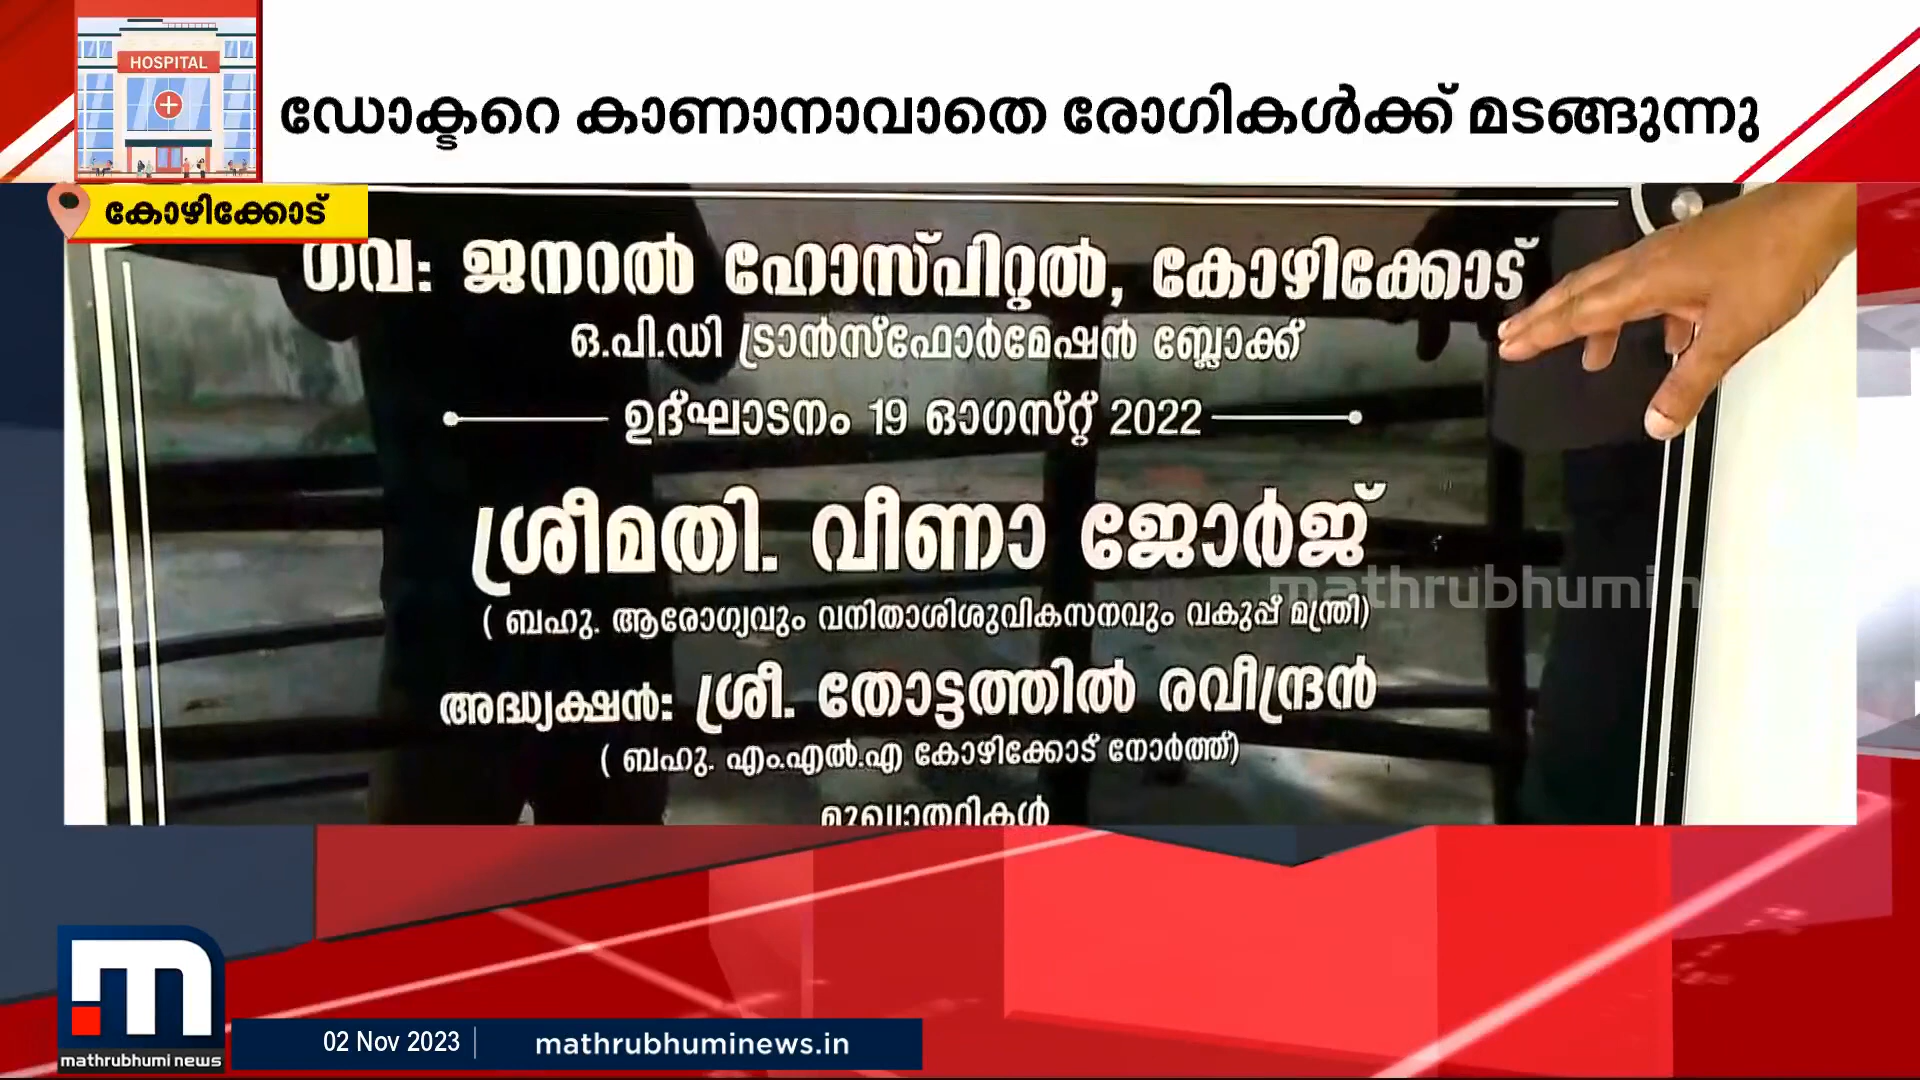 HOSPITAL
ഡോക്ടറെ കാണാനാവാതെ രോഗികൾക്ക് മടങ്ങുന്നു
കോഴിക്കോട്
ഗവ: ജനറൽ ഹോസ്പിറ്റൽ, കോഴിക്കോട്
ഒ.പി.ഡി ട്രാൻസ്ഫോർമേഷൻ ബ്ലോക്ക്
ഉദ്ഘാടനം 19 ഓഗസ്റ്റ് 2022
ശ്രീമതി. വീണാ ജോർജ്
mathrubhumi n
( ബഹു. ആരോഗ്യവും വനിതാശിശുവികസനവും വകുപ്പ് മന്ത്രി)
അദ്ധ്യക്ഷൻ: ശ്രീ. തോട്ടത്തിൽ രവീന്ദ്രൻ
( ബഹു. എം.എൽ.എ കോഴിക്കോട് നോർത്ത്)
മുഖ്യാതിഥികൾ
mathrubhumi news
02 Nov 2023
mathrubhuminews.in